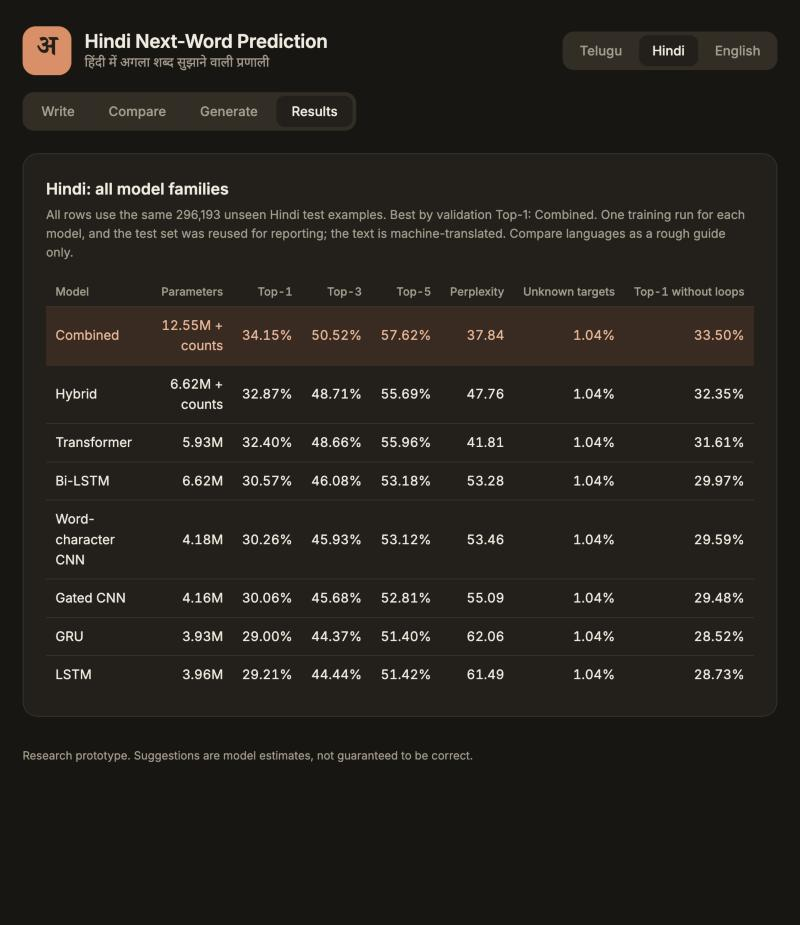 अ
Hindi Next-Word Prediction
हिंदी में अगला शब्द सुझाने वाली प्रणाली
Telugu Hindi English
Write Compare Generate Results
Hindi: all model families
All rows use the same 296,193 unseen Hindi test examples. Best by validation Top-1: Combined. One training run for each
model, and the test set was reused for reporting; the text is machine-translated. Compare languages as a rough guide
only.
Model Parameters Top-1 Top-3 Top-5 Perplexity Unknown targets Top-1 without loops
Combined 12.55M + counts 34.15% 50.52% 57.62% 37.84 1.04% 33.50%
Hybrid 6.62M + counts 32.87% 48.71% 55.69% 47.76 1.04% 32.35%
Transformer 5.93M 32.40% 48.66% 55.96% 41.81 1.04% 31.61%
Bi-LSTM 6.62M 30.57% 46.08% 53.18% 53.28 1.04% 29.97%
Word-character CNN 4.18M 30.26% 45.93% 53.12% 53.46 1.04% 29.59%
Gated CNN 4.16M 30.06% 45.68% 52.81% 55.09 1.04% 29.48%
GRU 3.93M 29.00% 44.37% 51.40% 62.06 1.04% 28.52%
LSTM 3.96M 29.21% 44.44% 51.42% 61.49 1.04% 28.73%
Research prototype. Suggestions are model estimates, not guaranteed to be correct.